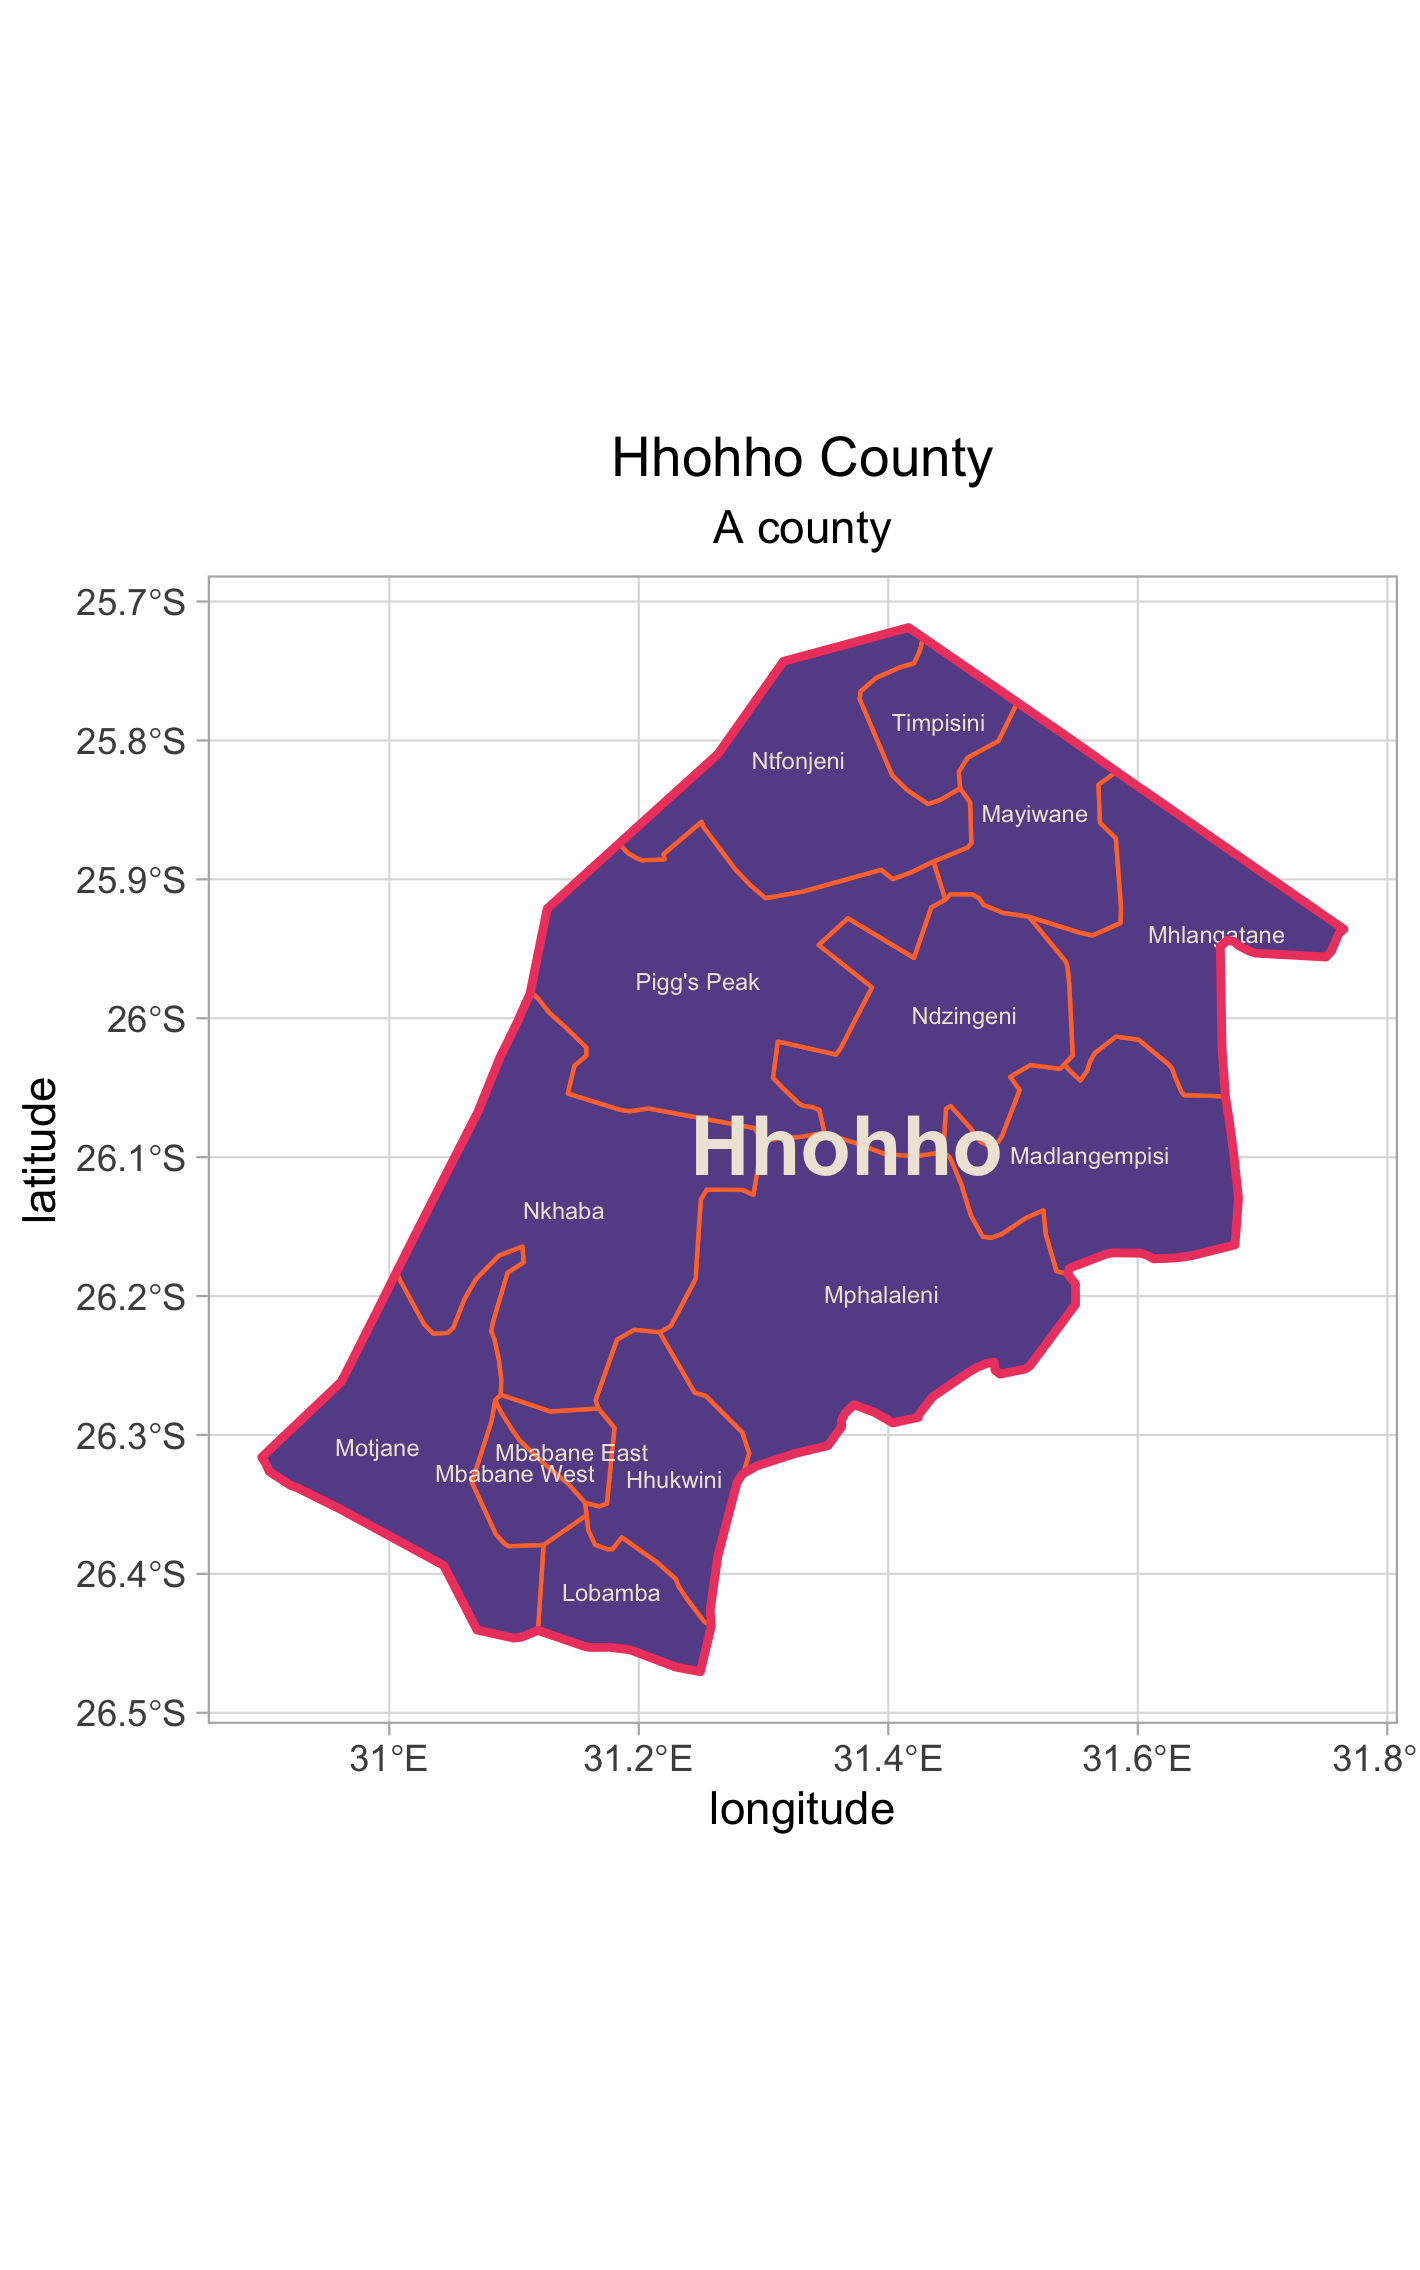 Hhohho County
A county
25.7°S
25.8°S
25.9°S
26°S
26.1°S
26.2°S
26.3°S
26.4°S
26.5°S
latitude
Timpisini
Ntfonjeni
Mayiwane
Mhlangatane
Pigg's Peak
Ndzingeni
Hhohho
Madlangempisi
Nkhaba
Mphalaleni
Motjane
Mbabane East
Mbabane West
Hhukwini
Lobamba
31°E
31.2°E
31.4°E
31.6°E
31.8°
longitude